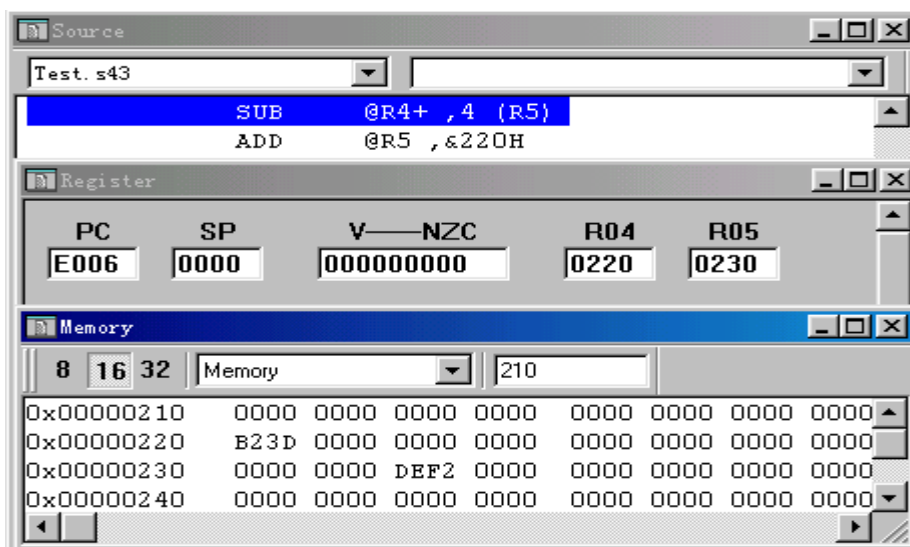 Source
Test.s43
SUB @R4+ ,4 (R5)
ADD @R5 ,&220H
Register
PC SP V——NZC R04 R05
E006 0000 000000000 0220 0230
Memory
8 16 32 Memory 210
0x00000210 0000 0000 0000 0000 0000 0000 0000 0000
0x00000220 B23D 0000 0000 0000 0000 0000 0000 0000
0x00000230 0000 0000 DEF2 0000 0000 0000 0000 0000
0x00000240 0000 0000 0000 0000 0000 0000 0000 0000